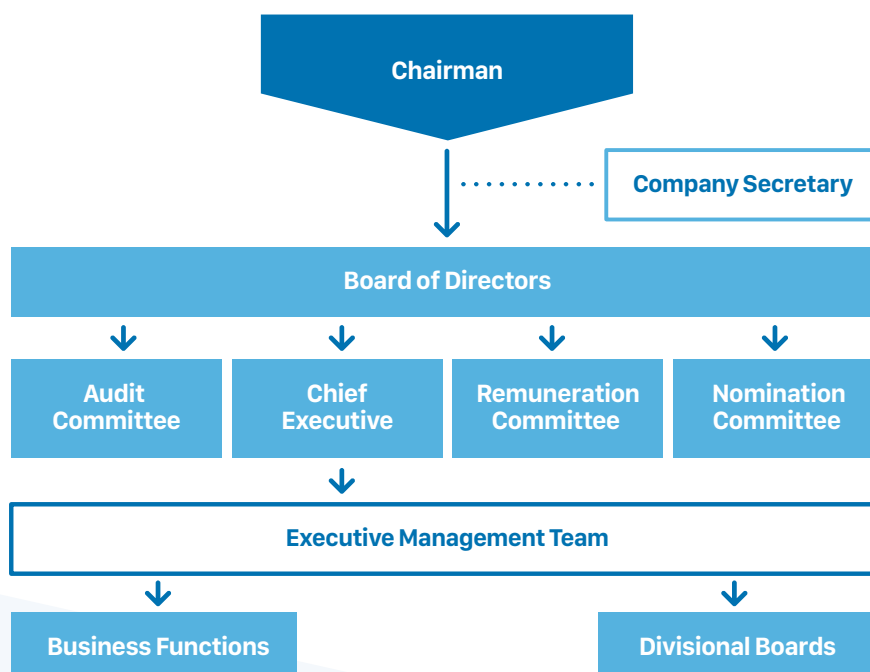 Chairman
Company Secretary
Board of Directors
Audit
Committee
Chief
Executive
Remuneration
Committee
Nomination
Committee
Executive Management Team
Business Functions
Divisional Boards